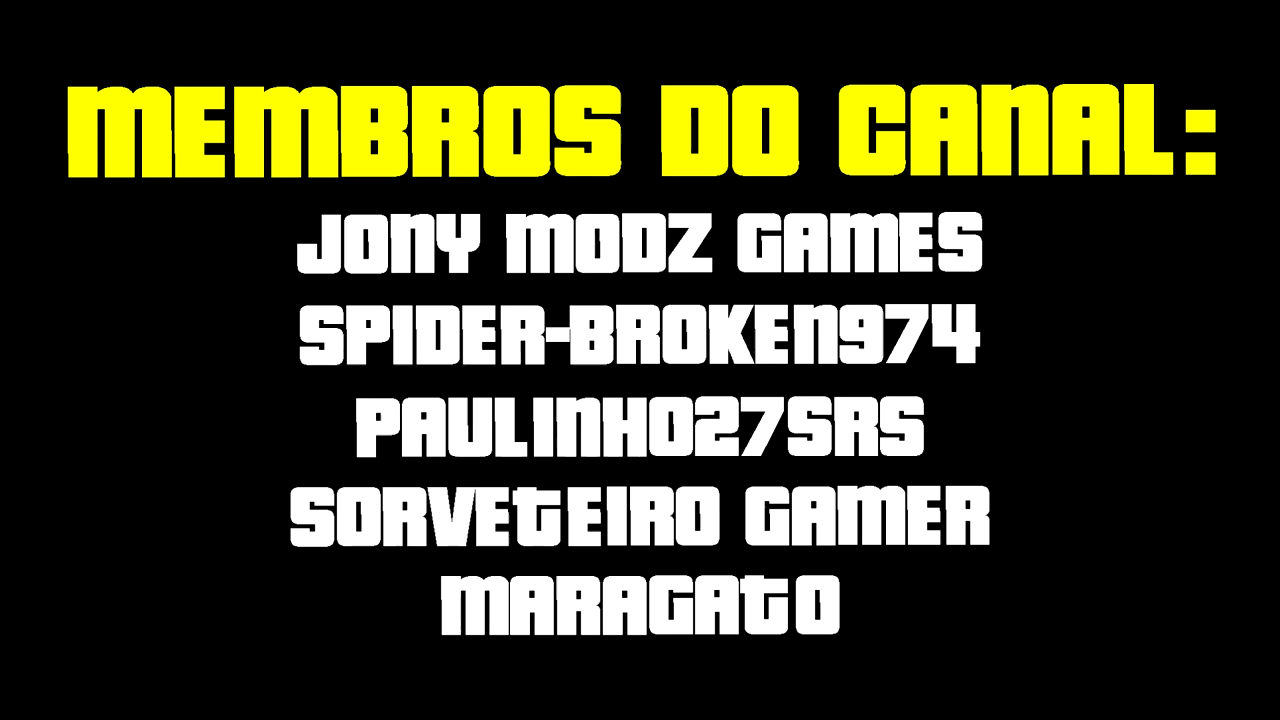 MEMBROS DO CANAL:
JONY MODZ GAMES
SPIDER-BROKEN974
PAULINHO27SRS
SORVETEIRO GAMER
MARAGATO